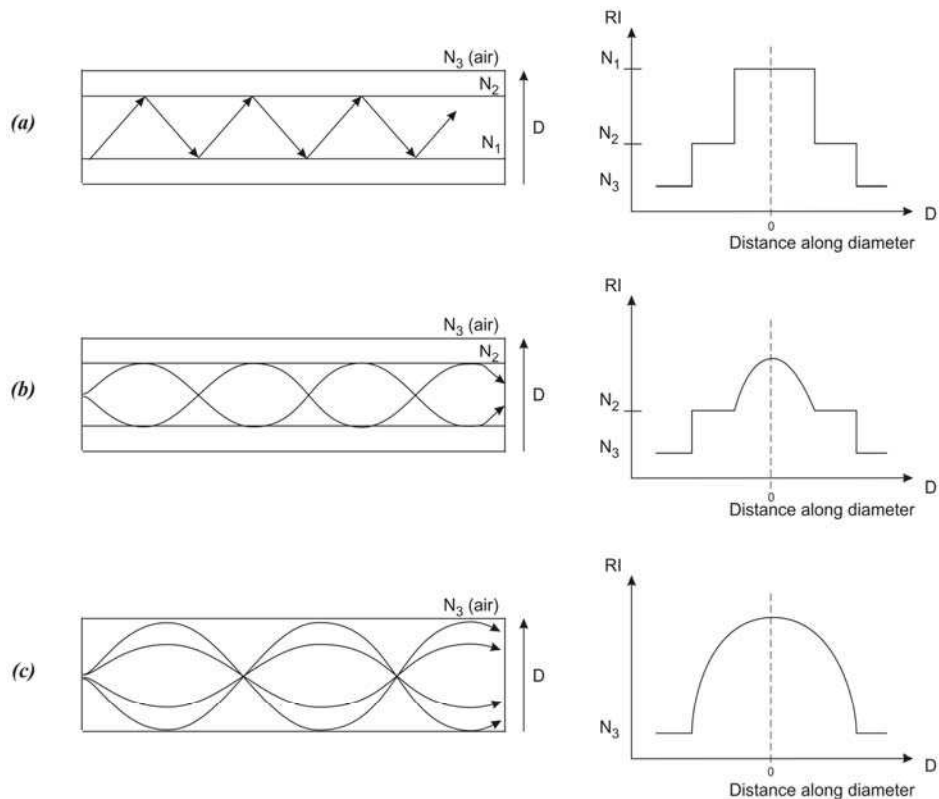 (a)
N3 (air)
N2
N1
D
RI
N1
N2
N3
0
D
Distance along diameter
(b)
N3 (air)
N2
D
RI
N2
N3
0
D
Distance along diameter
(c)
N3 (air)
D
RI
N3
0
D
Distance along diameter